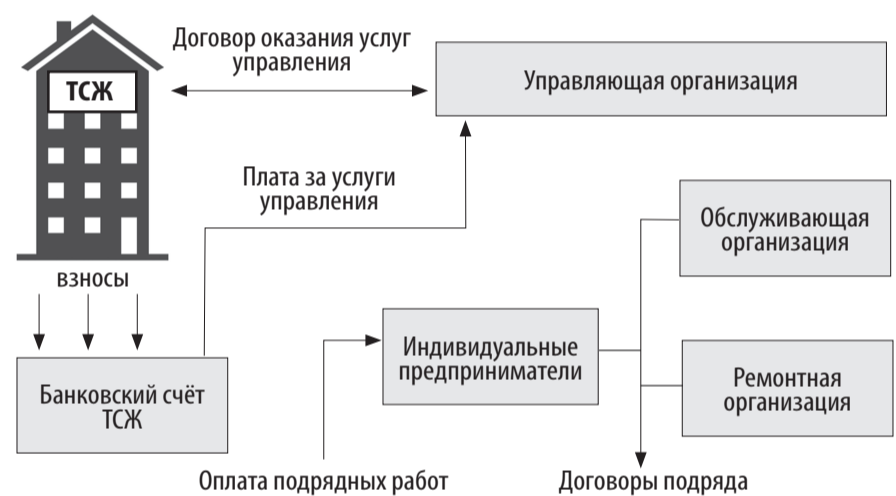 Договор оказания услуг
управления
ТСЖ
Управляющая организация
Плата за услуги
управления
Обслуживающая
организация
взносы
Индивидуальные
предприниматели
Банковский счёт
ТСЖ
Ремонтная
организация
Оплата подрядных работ
Договоры подряда